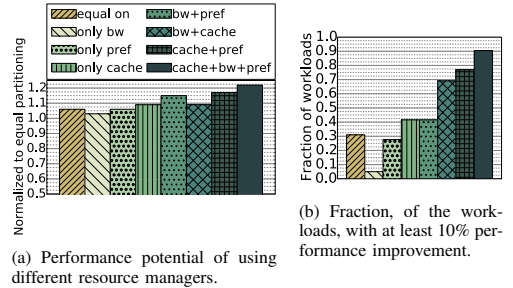 equal on
only bw
only pref
only cache
bw+pref
bw+cache
cache+pref
cache+bw+pref
Normalized to equal partitioning
1.2
1.1
1.0
0.9
0.8
0.7
0.6
0.5
(a) Performance potential of using
different resource managers.
Fraction of workloads
1.0
0.9
0.8
0.7
0.6
0.5
0.4
0.3
0.2
0.1
0.0
(b) Fraction, of the work-
loads, with at least 10% per-
formance improvement.